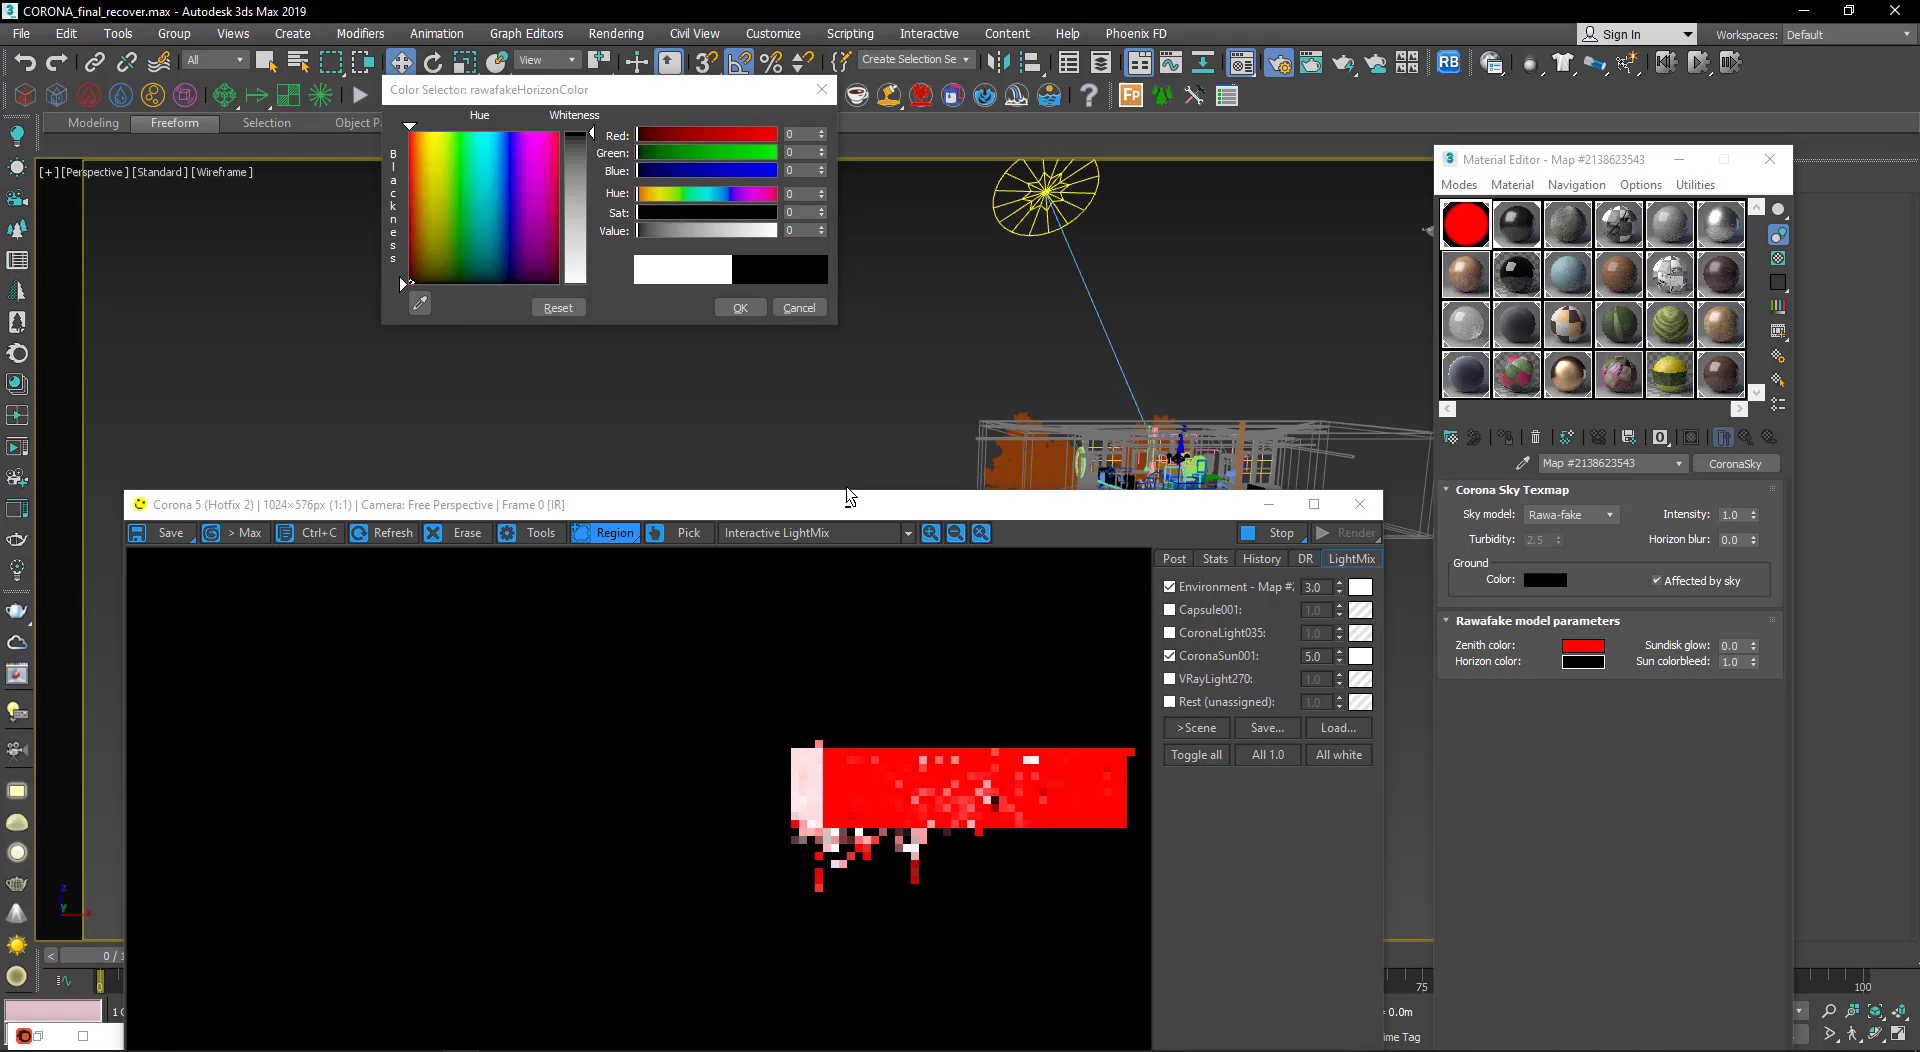 CORONA_final_recover.max - Autodesk 3ds Max 2019
File Edit Tools Group Views Create Modifiers Animation Graph Editors Rendering Civil View Customize Scripting Interactive Content Help Phoenix FD
Sign In
Workspaces: Default
All
View
Create Selection Se
RB
Fp
Modeling Freeform Selection Object P
[+] [Perspective ] [Standard ] [Wireframe ]
Color Selector: rawafakeHorizonColor
Hue
Whiteness
Blackness
Red: 0
Green: 0
Blue: 0
Hue: 0
Sat: 0
Value: 0
Reset
OK
Cancel
Material Editor - Map #2138623543
Modes Material Navigation Options Utilities
Map #2138623543
CoronaSky
Corona Sky Texmap
Sky model: Rawa-fake
Intensity: 1.0
Turbidity: 2.5
Horizon blur: 0.0
Ground
Color:
Affected by sky
Rawafake model parameters
Zenith color:
Sundisk glow: 0.0
Horizon color:
Sun colorbleed: 1.0
Corona 5 (Hotfix 2) | 1024×576px (1:1) | Camera: Free Perspective | Frame 0 [IR]
Save > Max Ctrl+C Refresh Erase Tools Region Pick Interactive LightMix Stop Render
Post Stats History DR LightMix
Environment - Map #: 3.0
Capsule001: 1.0
CoronaLight035: 1.0
CoronaSun001: 5.0
VRayLight270: 1.0
Rest (unassigned): 1.0
>Scene Save... Load...
Toggle all All 1.0 All white
z
y
x
0 / 1
0
75
100
= 0.0m
ime Tag